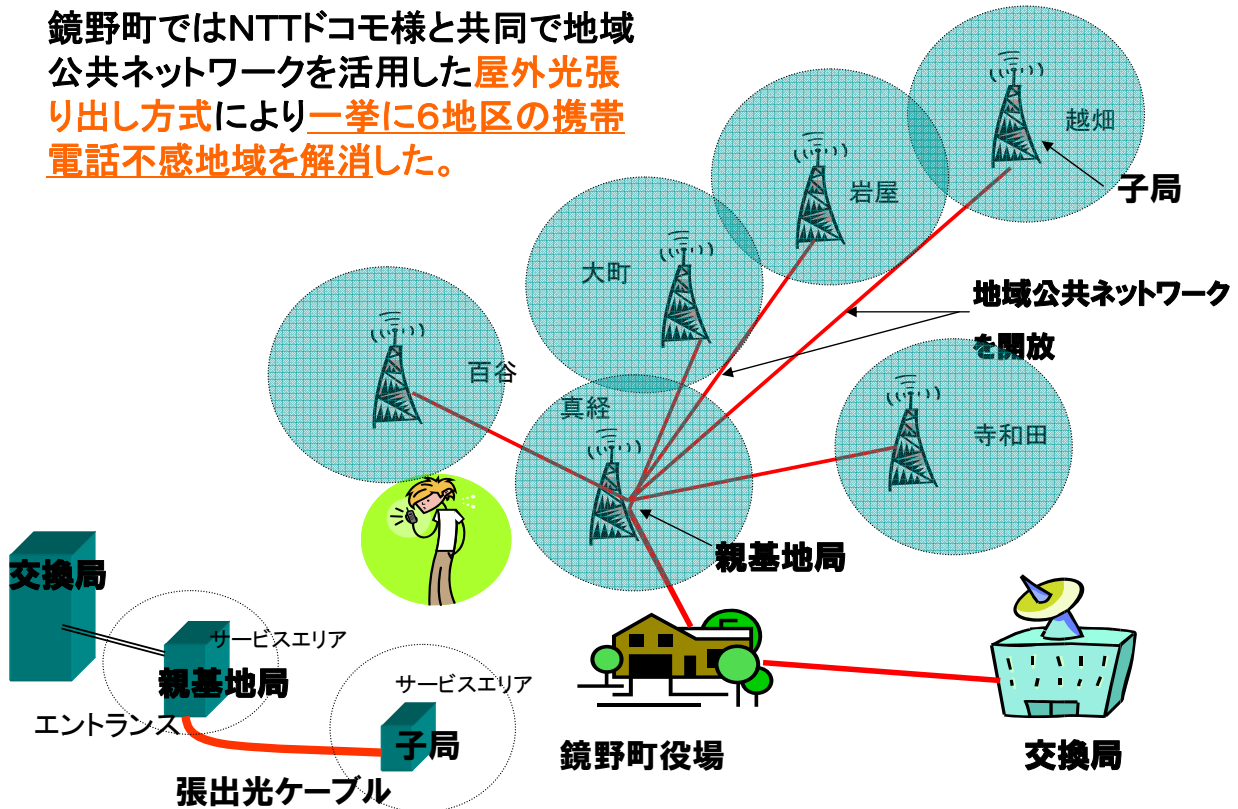 鏡野町ではNTTドコモ様と共同で地域
公共ネットワークを活用した屋外光張
り出し方式により一挙に6地区の携帯
電話不感地域を解消した。
越畑
子局
岩屋
大町
地域公共ネットワーク
を開放
百谷
真経
寺和田
親基地局
交換局
サービスエリア
親基地局
サービスエリア
エントランス
子局
張出光ケーブル
鏡野町役場
交換局